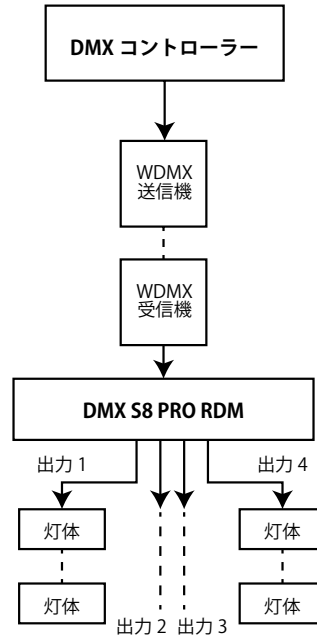 DMX コントローラー
WDMX
送信機
WDMX
受信機
DMX S8 PRO RDM
出力 1
出力 4
灯体
灯体
灯体
灯体
出力 2
出力 3